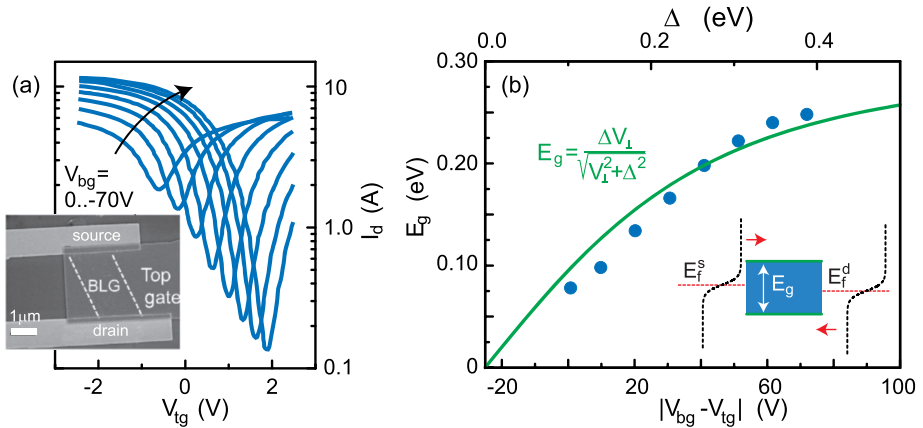 (a)
10
1.0
0.1
I_d (A)
V_bg=
0..-70V
source
BLG
Top
gate
drain
1μm
-2
0
2
V_tg (V)
Δ (eV)
0.0
0.2
0.4
(b)
0.30
0.20
0.10
0
E_g (eV)
E_g= ΔV_⊥ / √V_⊥^2+Δ^2
E_f^s
E_g
E_f^d
-20
0
20
40
60
80
100
|V_bg -V_tg| (V)